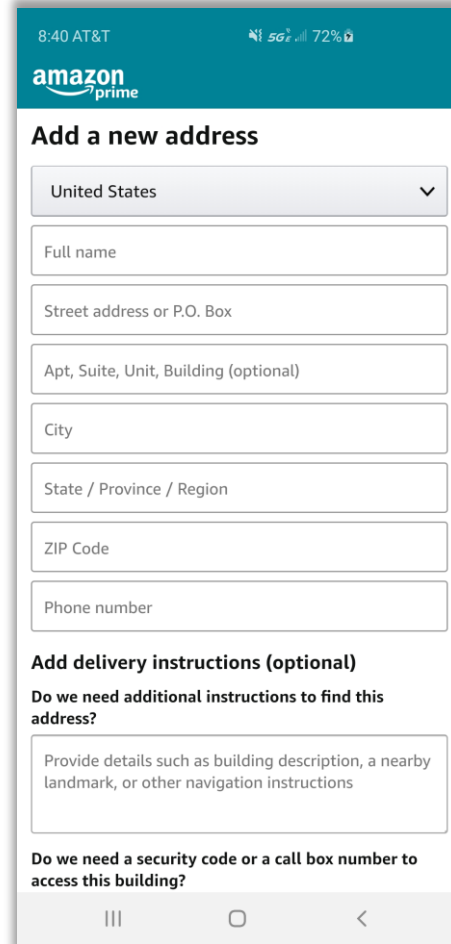 8:40 AT&T 5G E 72%
amazon
prime
Add a new address
United States
Full name
Street address or P.O. Box
Apt, Suite, Unit, Building (optional)
City
State / Province / Region
ZIP Code
Phone number
Add delivery instructions (optional)
Do we need additional instructions to find this
address?
Provide details such as building description, a nearby
landmark, or other navigation instructions
Do we need a security code or a call box number to
access this building?